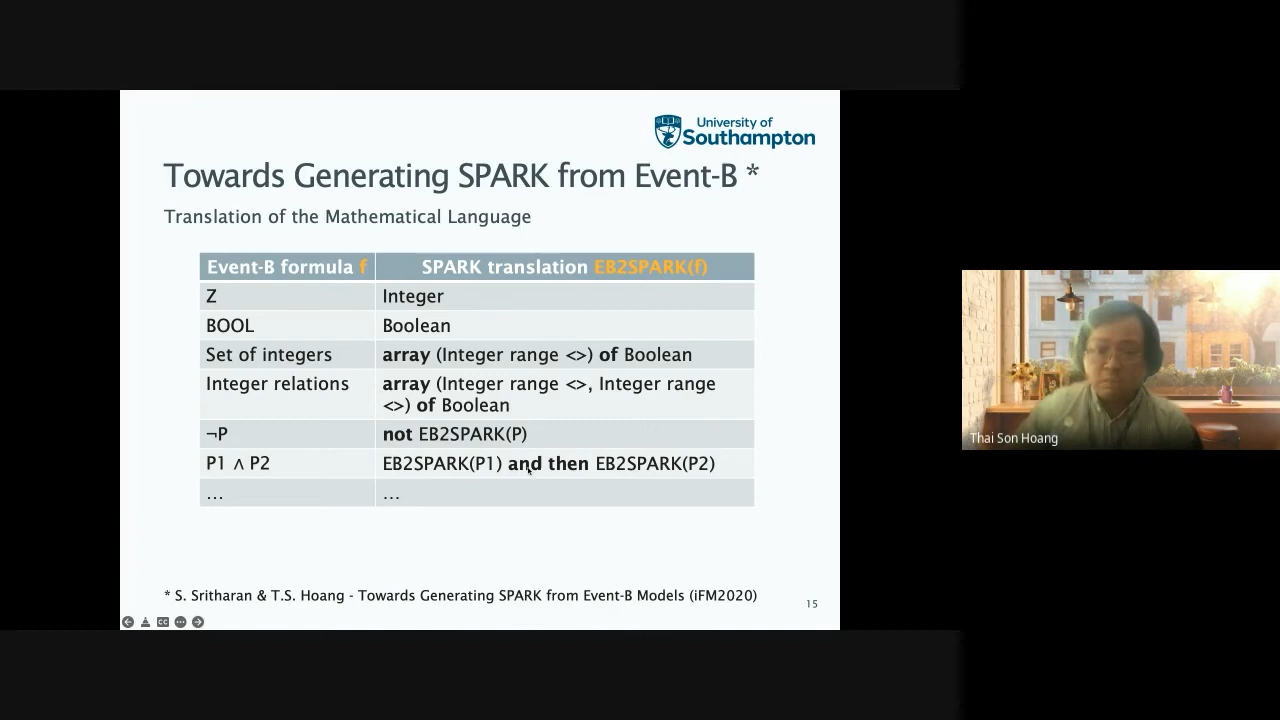 University of
Southampton
Towards Generating SPARK from Event-B *
Translation of the Mathematical Language
Event-B formula f
SPARK translation EB2SPARK(f)
Z
Integer
BOOL
Boolean
Set of integers
array (Integer range <>) of Boolean
Integer relations
array (Integer range <>, Integer range
<>) of Boolean
¬P
not EB2SPARK(P)
P1 ∧ P2
EB2SPARK(P1) and then EB2SPARK(P2)
…
…
* S. Sritharan & T.S. Hoang - Towards Generating SPARK from Event-B Models (iFM2020)
15
CC
Thai Son Hoang